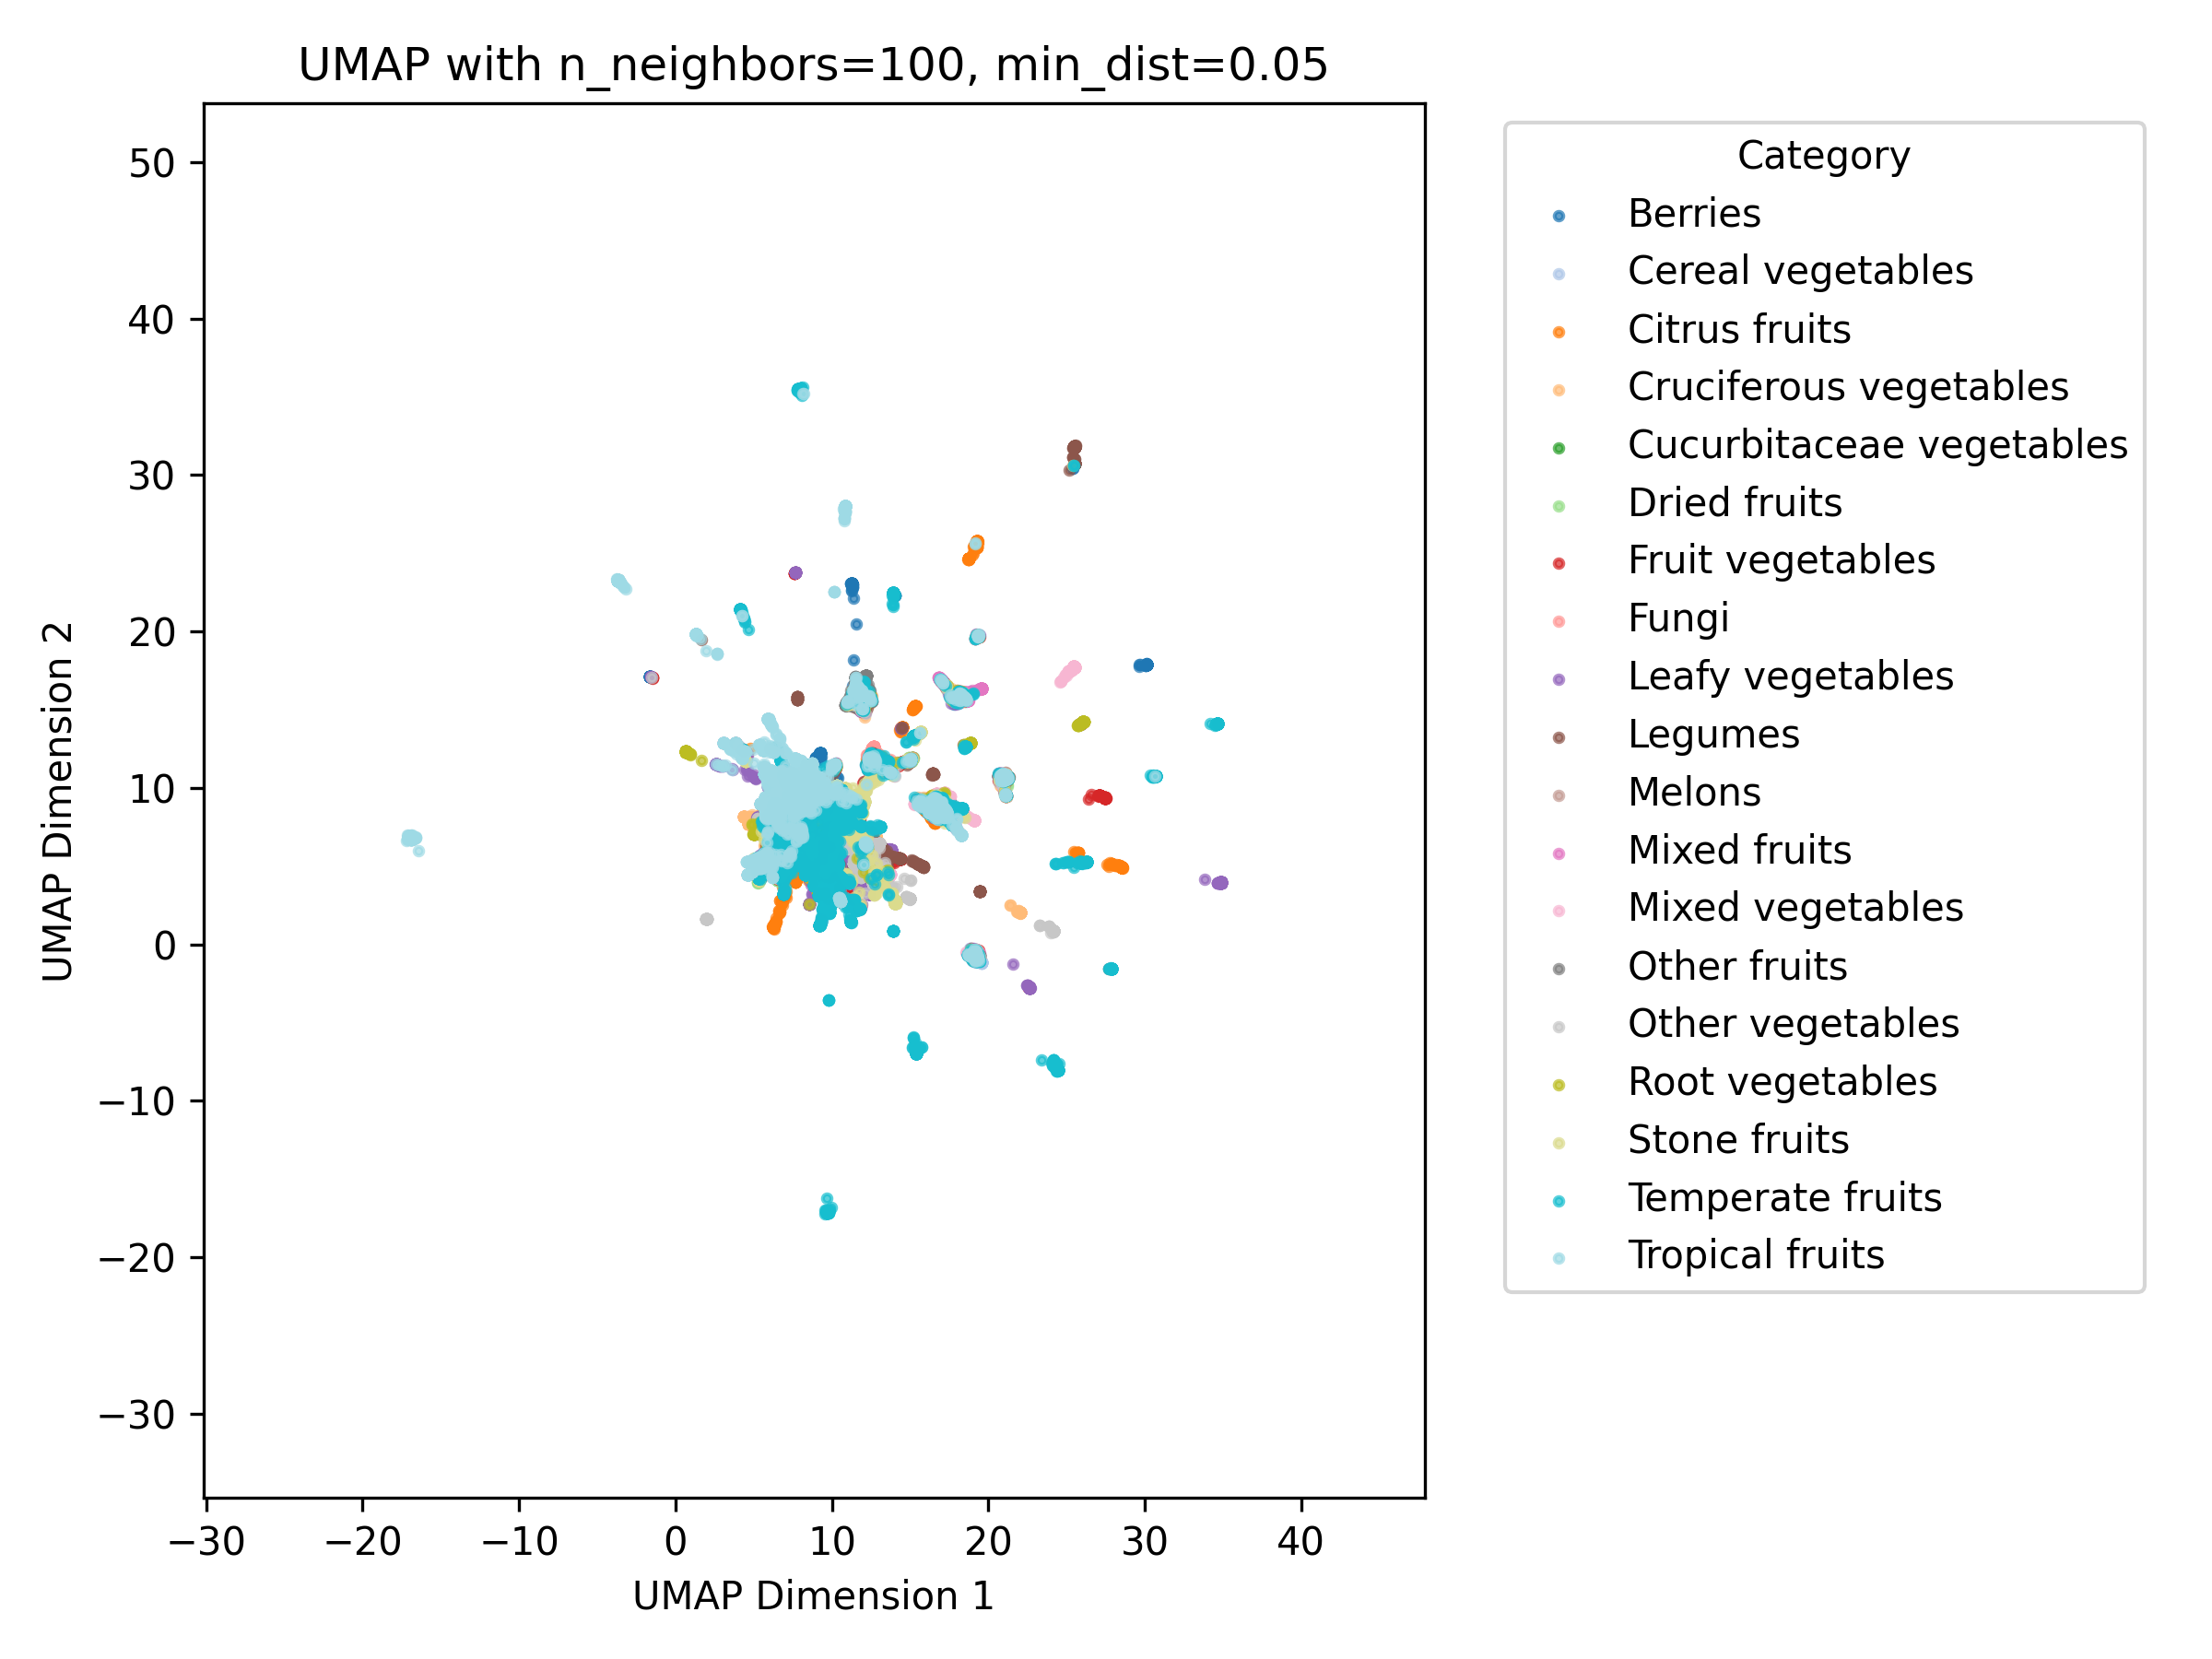 UMAP with n_neighbors=100, min_dist=0.05
50
40
30
20
10
0
−10
−20
−30
UMAP Dimension 2
−30
−20
−10
0
10
20
30
40
UMAP Dimension 1
Category
Berries
Cereal vegetables
Citrus fruits
Cruciferous vegetables
Cucurbitaceae vegetables
Dried fruits
Fruit vegetables
Fungi
Leafy vegetables
Legumes
Melons
Mixed fruits
Mixed vegetables
Other fruits
Other vegetables
Root vegetables
Stone fruits
Temperate fruits
Tropical fruits